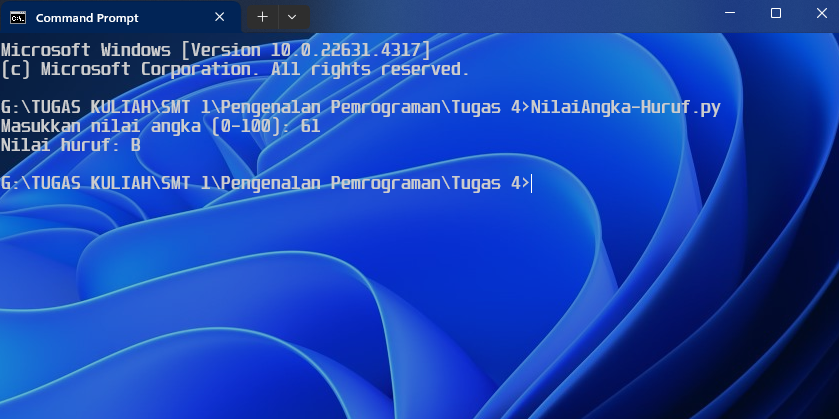 Command Prompt
Microsoft Windows [Version 10.0.22631.4317]
(c) Microsoft Corporation. All rights reserved.
G:\TUGAS KULIAH\SMT 1\Pengenalan Pemrograman\Tugas 4>NilaiAngka-Huruf.py
Masukkan nilai angka (0-100): 61
Nilai huruf: B
G:\TUGAS KULIAH\SMT 1\Pengenalan Pemrograman\Tugas 4>